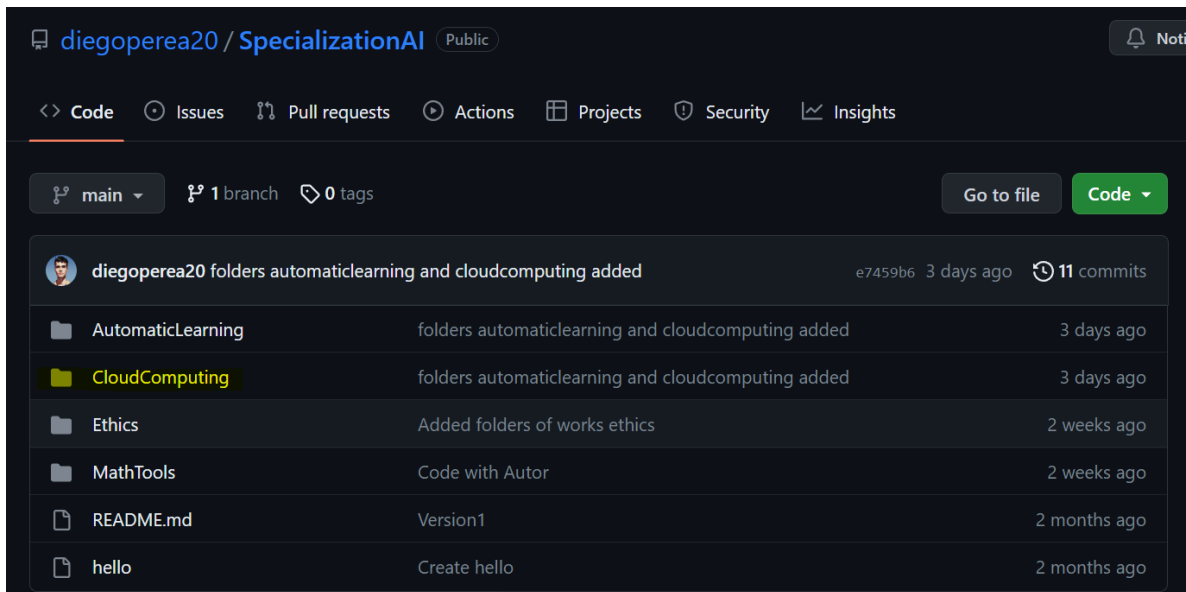 diegoperea20 / SpecializationAI Public
Code Issues Pull requests Actions Projects Security Insights
main 1 branch 0 tags Go to file Code
diegoperea20 folders automaticlearning and cloudcomputing added e7459b6 3 days ago 11 commits
AutomaticLearning folders automaticlearning and cloudcomputing added 3 days ago
CloudComputing folders automaticlearning and cloudcomputing added 3 days ago
Ethics Added folders of works ethics 2 weeks ago
MathTools Code with Autor 2 weeks ago
README.md Version1 2 months ago
hello Create hello 2 months ago